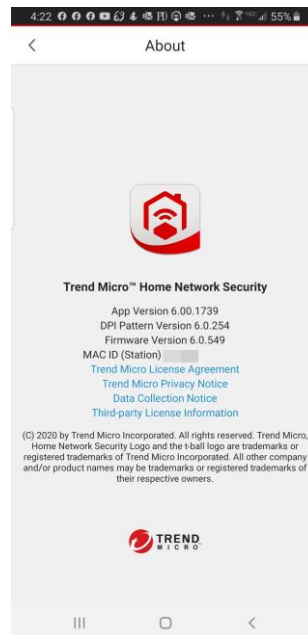 4:22
55%
About
Trend Micro™ Home Network Security
App Version 6.00.1739
DPI Pattern Version 6.0.254
Firmware Version 6.0.549
MAC ID (Station)
Trend Micro License Agreement
Trend Micro Privacy Notice
Data Collection Notice
Third-party License Information
(C) 2020 by Trend Micro Incorporated. All rights reserved. Trend Micro,
Home Network Security Logo and the t-ball logo are trademarks or
registered trademarks of Trend Micro Incorporated. All other company
and/or product names may be trademarks or registered trademarks of
their respective owners.
TREND
MICRO